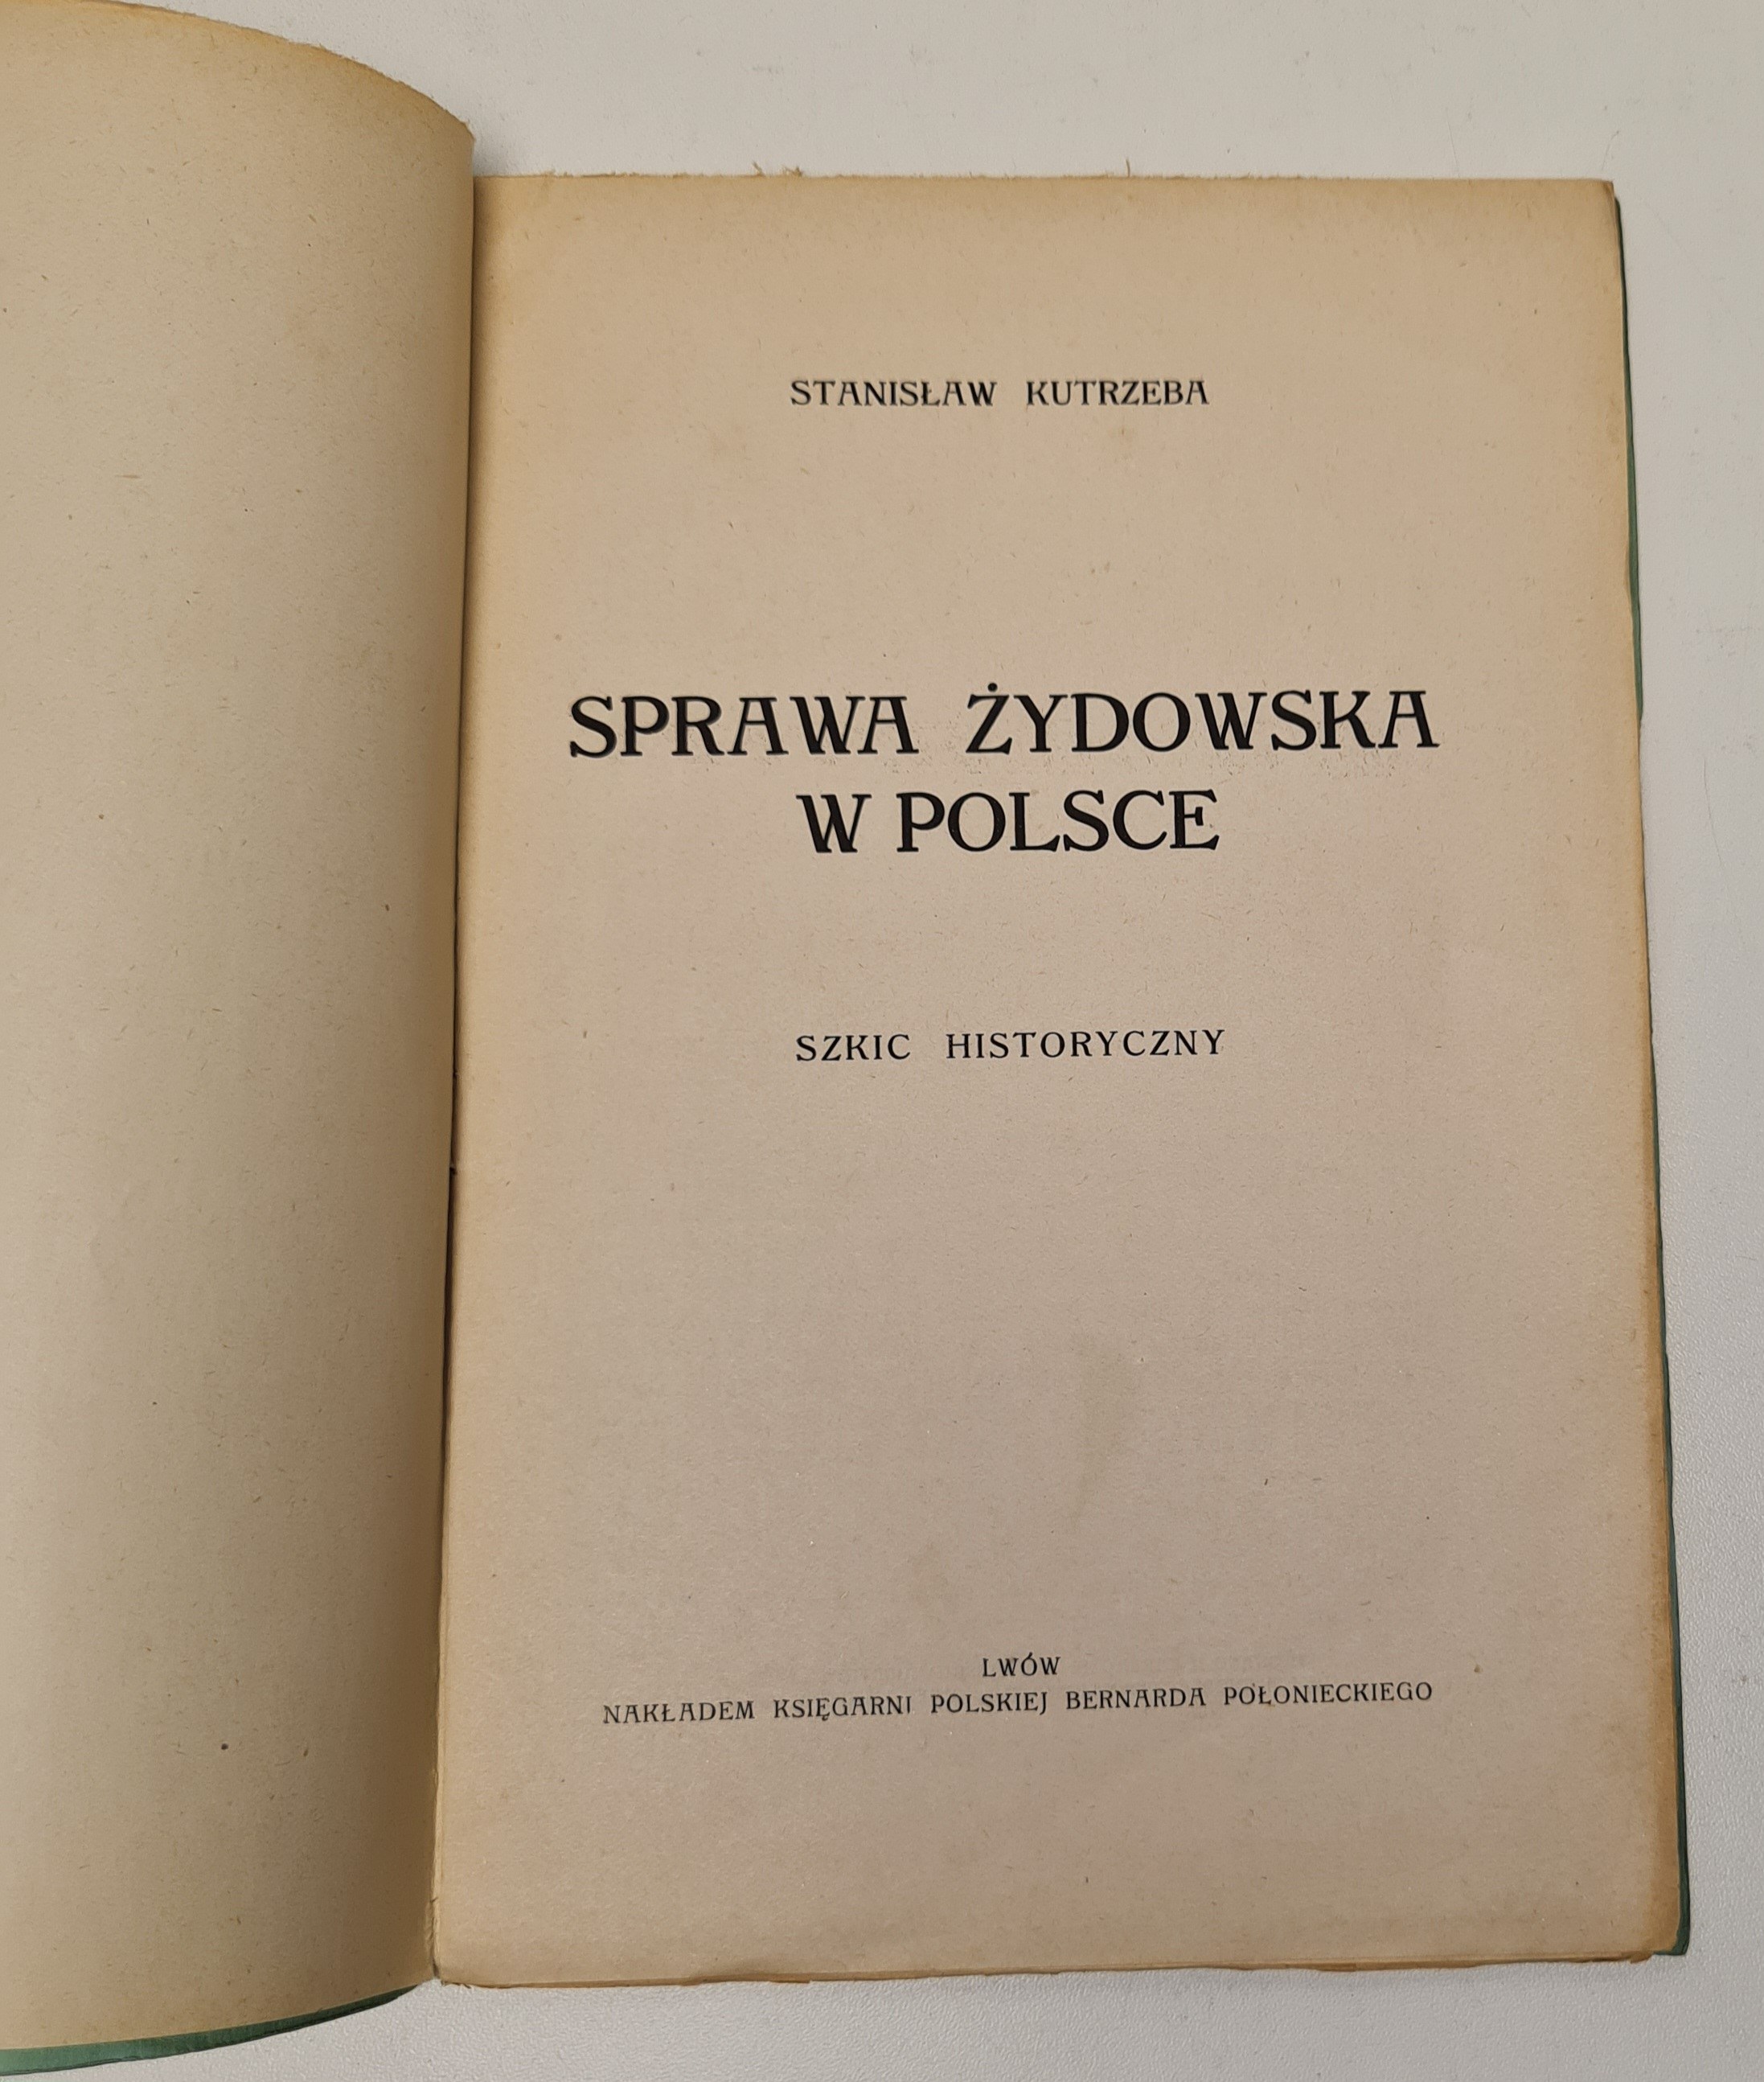 STANISŁAW KUTRZEBA
SPRAWA ŻYDOWSKA
W POLSCE
SZKIC HISTORYCZNY
LWÓW
NAKŁADEM KSIĘGARNI POLSKIEJ BERNARDA POŁONIECKIEGO